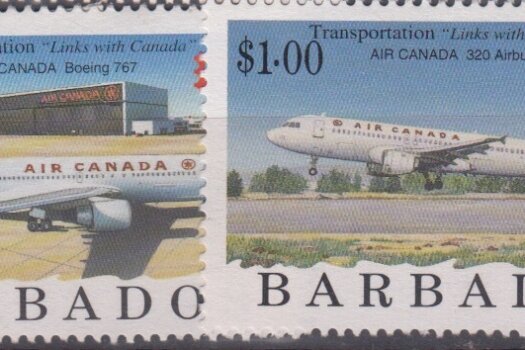 ation "Links with Canada"
CANADA Boeing 767
AIR CANADA
AIR CANADA
BADO
Transportation "Links with
$1·00
AIR CANADA 320 Airbu
AIR CANADA
BARBA